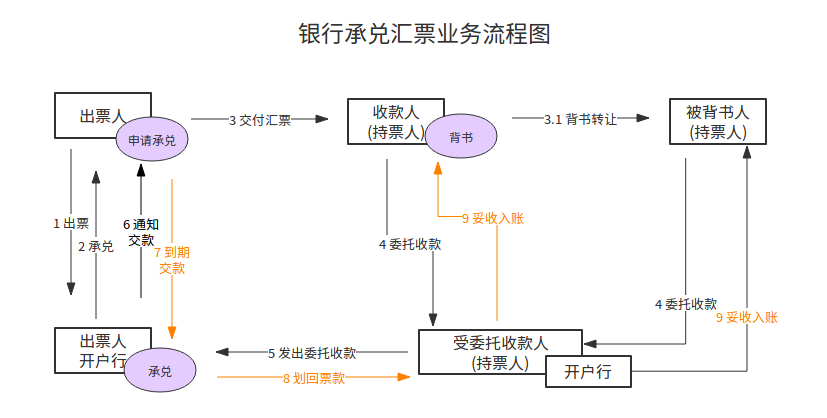 银行承兑汇票业务流程图
出票人
申请承兑
3 交付汇票
收款人
(持票人)
背书
3.1 背书转让
被背书人
(持票人)
1 出票
2 承兑
6 通知
交款
7 到期
交款
4 委托收款
9 妥收入账
4 委托收款
9 妥收入账
出票人
开户行
承兑
5 发出委托收款
8 划回票款
受委托收款人
(持票人)
开户行